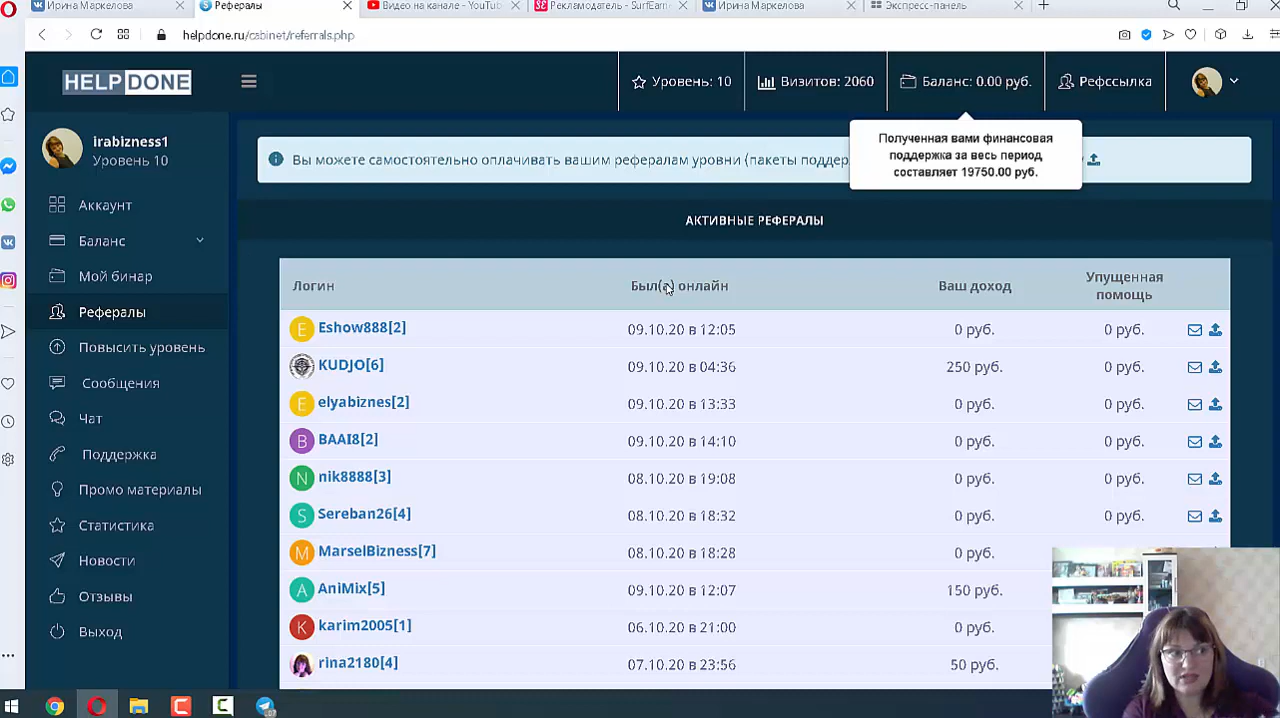 Ирина Маркелова
Рефералы
Видео на канале - YouTube
Рекламодатель - SurfEarn
Ирина Маркелова
Экспресс-панель
helpdone.ru/cabinet/referrals.php
HELPDONE
Уровень: 10
Визитов: 2060
Баланс: 0.00 руб.
Рефссылка
Полученная вами финансовая
поддержка за весь период
составляет 19750.00 руб.
irabizness1
Уровень 10
Вы можете самостоятельно оплачивать вашим рефералам уровни (пакеты поддер
Аккаунт
Баланс
Мой бинар
Рефералы
Повысить уровень
Сообщения
Чат
Поддержка
Промо материалы
Статистика
Новости
Отзывы
Выход
АКТИВНЫЕ РЕФЕРАЛЫ
Логин Был(а) онлайн Ваш доход Упущенная
помощь
E Eshow888[2] 09.10.20 в 12:05 0 руб. 0 руб.
KUDJO[6] 09.10.20 в 04:36 250 руб. 0 руб.
E elyabiznes[2] 09.10.20 в 13:33 0 руб. 0 руб.
B BAAI8[2] 09.10.20 в 14:10 0 руб. 0 руб.
N nik8888[3] 08.10.20 в 19:08 0 руб. 0 руб.
S Sereban26[4] 08.10.20 в 18:32 0 руб. 0 руб.
M MarselBizness[7] 08.10.20 в 18:28 0 руб.
A AniMix[5] 09.10.20 в 12:07 150 руб.
K karim2005[1] 06.10.20 в 21:00 0 руб.
rina2180[4] 07.10.20 в 23:56 50 руб.